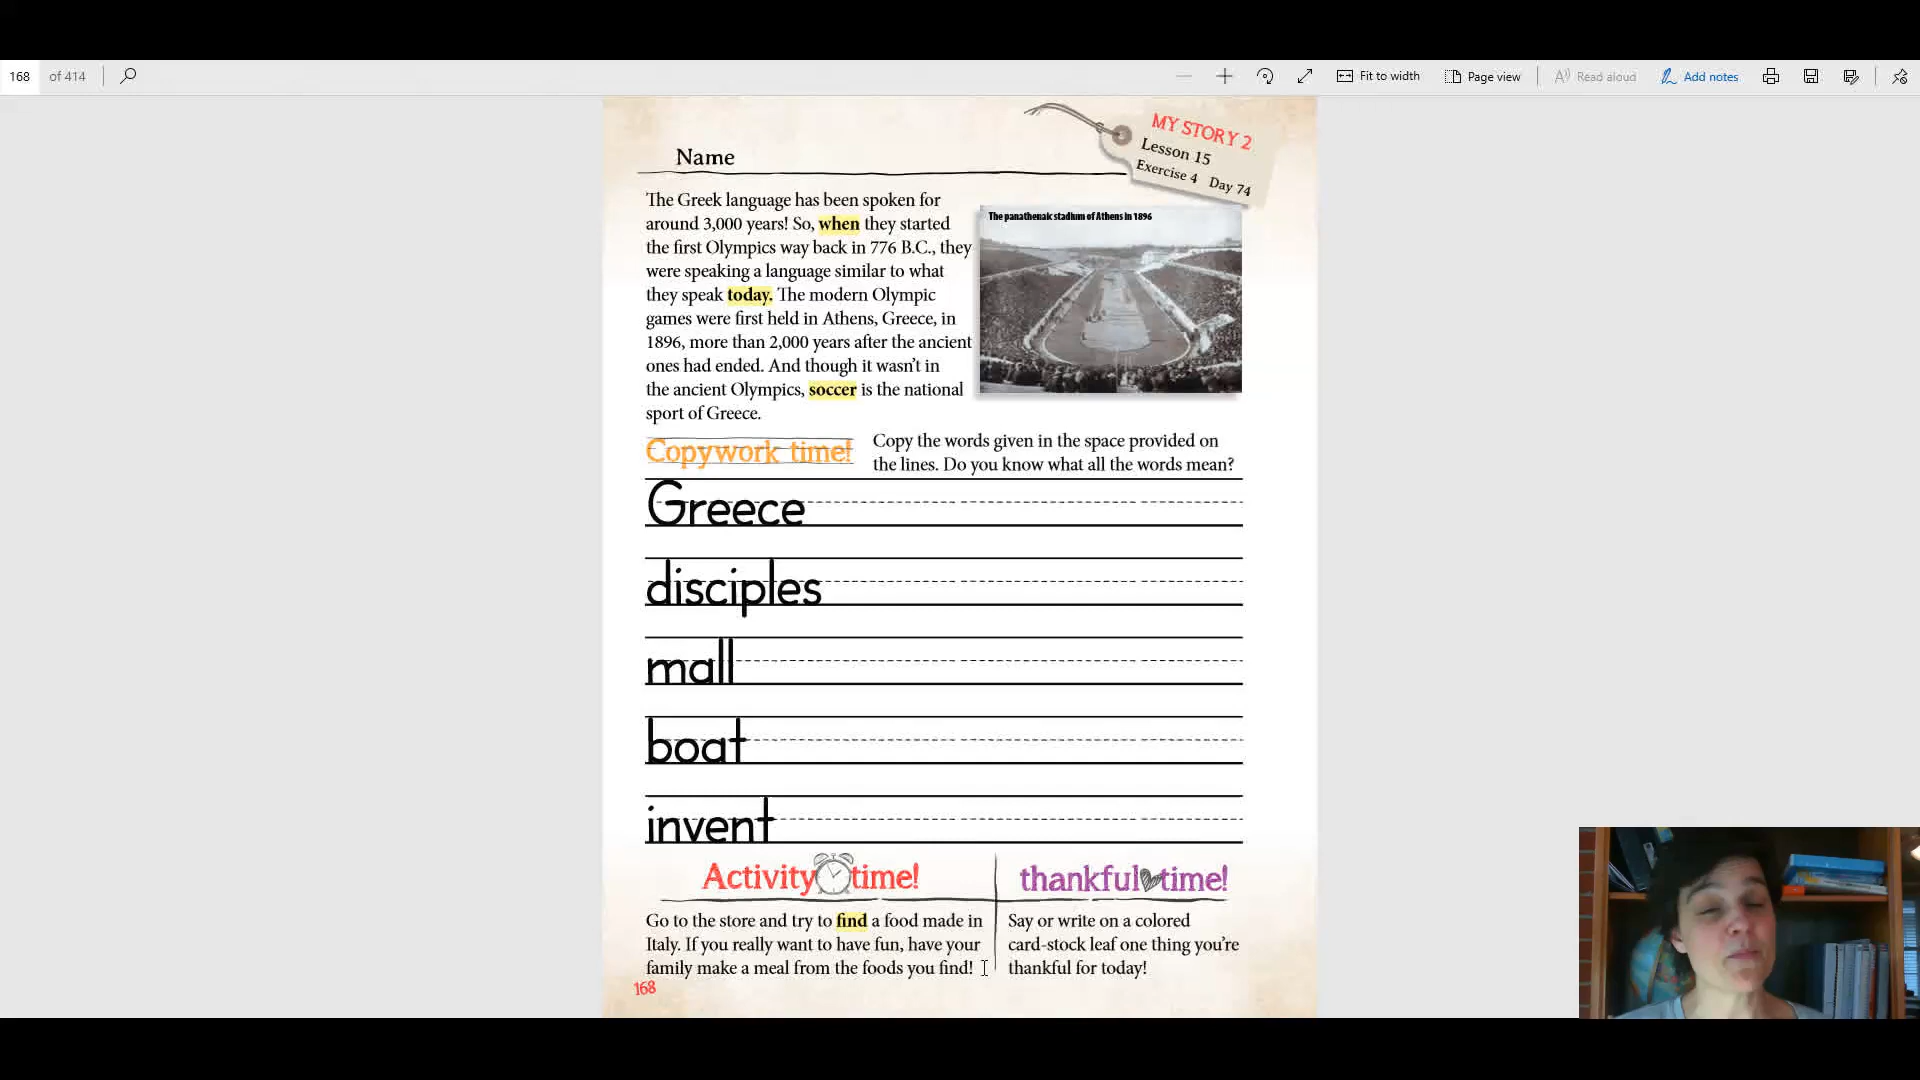 168 of 414
Fit to width
Page view
Read aloud
Add notes
MY STORY 2
Lesson 15
Exercise 4 Day 74
Name
The Greek language has been spoken for
around 3,000 years! So, when they started
the first Olympics way back in 776 B.C., they
were speaking a language similar to what
they speak today. The modern Olympic
games were first held in Athens, Greece, in
1896, more than 2,000 years after the ancient
ones had ended. And though it wasn't in
the ancient Olympics, soccer is the national
sport of Greece.
The panathenaic stadium of Athens in 1896
Copywork time!
Copy the words given in the space provided on
the lines. Do you know what all the words mean?
Greece
disciples
mall
boat
invent
Activity time!
Go to the store and try to find a food made in
Italy. If you really want to have fun, have your
family make a meal from the foods you find!
thankful time!
Say or write on a colored
card-stock leaf one thing you're
thankful for today!
168